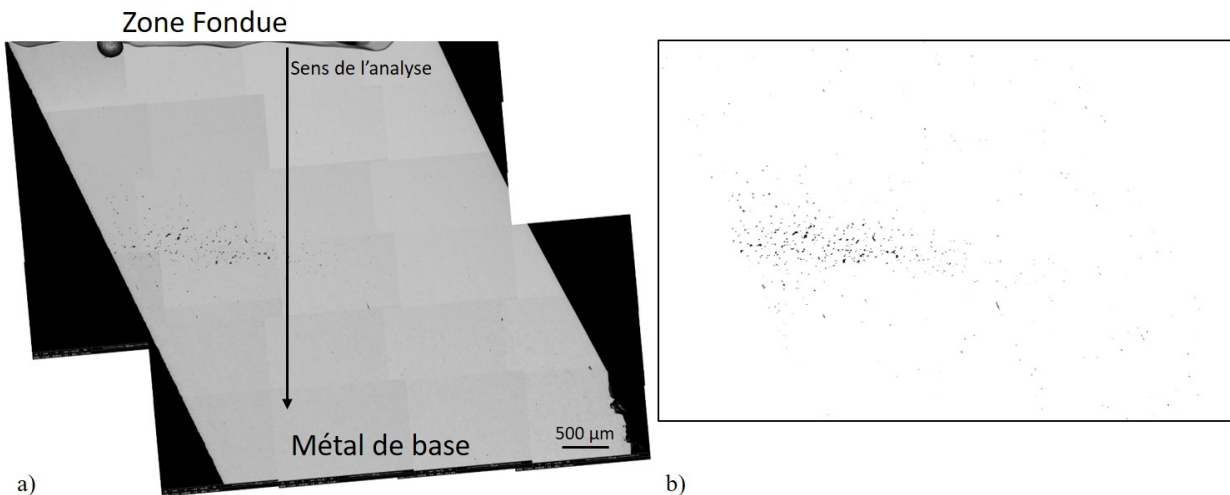 Zone Fondue
Sens de l'analyse
Métal de base
500 µm
a)
b)